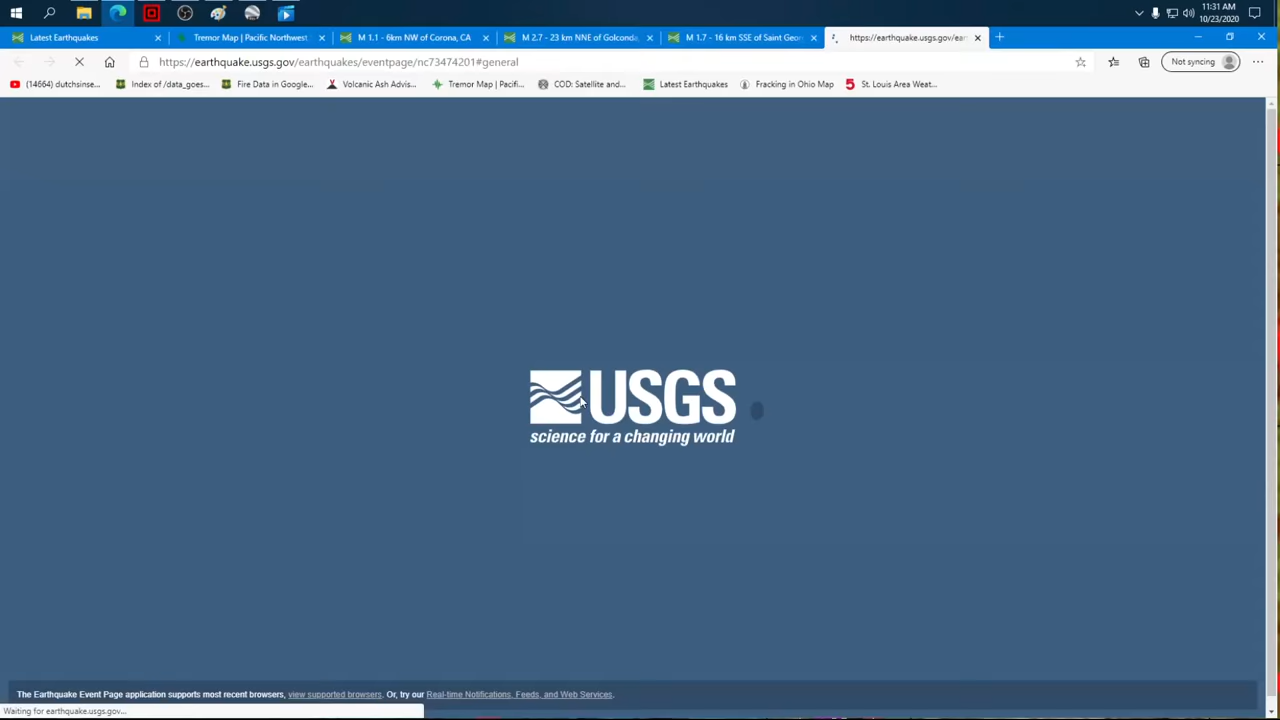 11:31 AM
10/23/2020
Latest Earthquakes
Tremor Map | Pacific Northwest
M 1.1 - 6km NW of Corona, CA
M 2.7 - 23 km NNE of Golconda,
M 1.7 - 16 km SSE of Saint Geor
https://earthquake.usgs.gov/ear
https://earthquake.usgs.gov/earthquakes/eventpage/nc73474201#general
Not syncing
(14664) dutchsinse...
Index of /data_goes...
Fire Data in Google...
Volcanic Ash Advis...
Tremor Map | Pacifi...
COD: Satellite and...
Latest Earthquakes
Fracking in Ohio Map
5
St. Louis Area Weat...
USGS
science for a changing world
The Earthquake Event Page application supports most recent browsers, view supported browsers. Or, try our Real-time Notifications, Feeds, and Web Services.
Waiting for earthquake.usgs.gov...